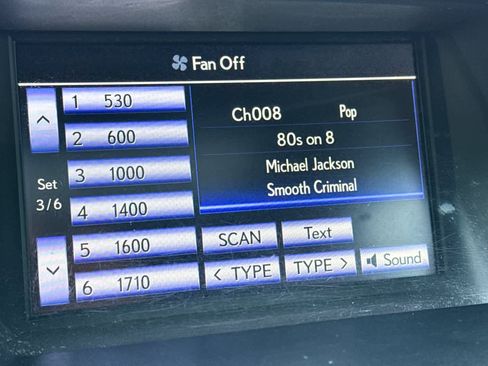 Fan Off
1 530
2 600
Set
3/6
3 1000
4 1400
5 1600
6 1710
Ch008 Pop
80s on 8
Michael Jackson
Smooth Criminal
SCAN Text
< TYPE TYPE > Sound